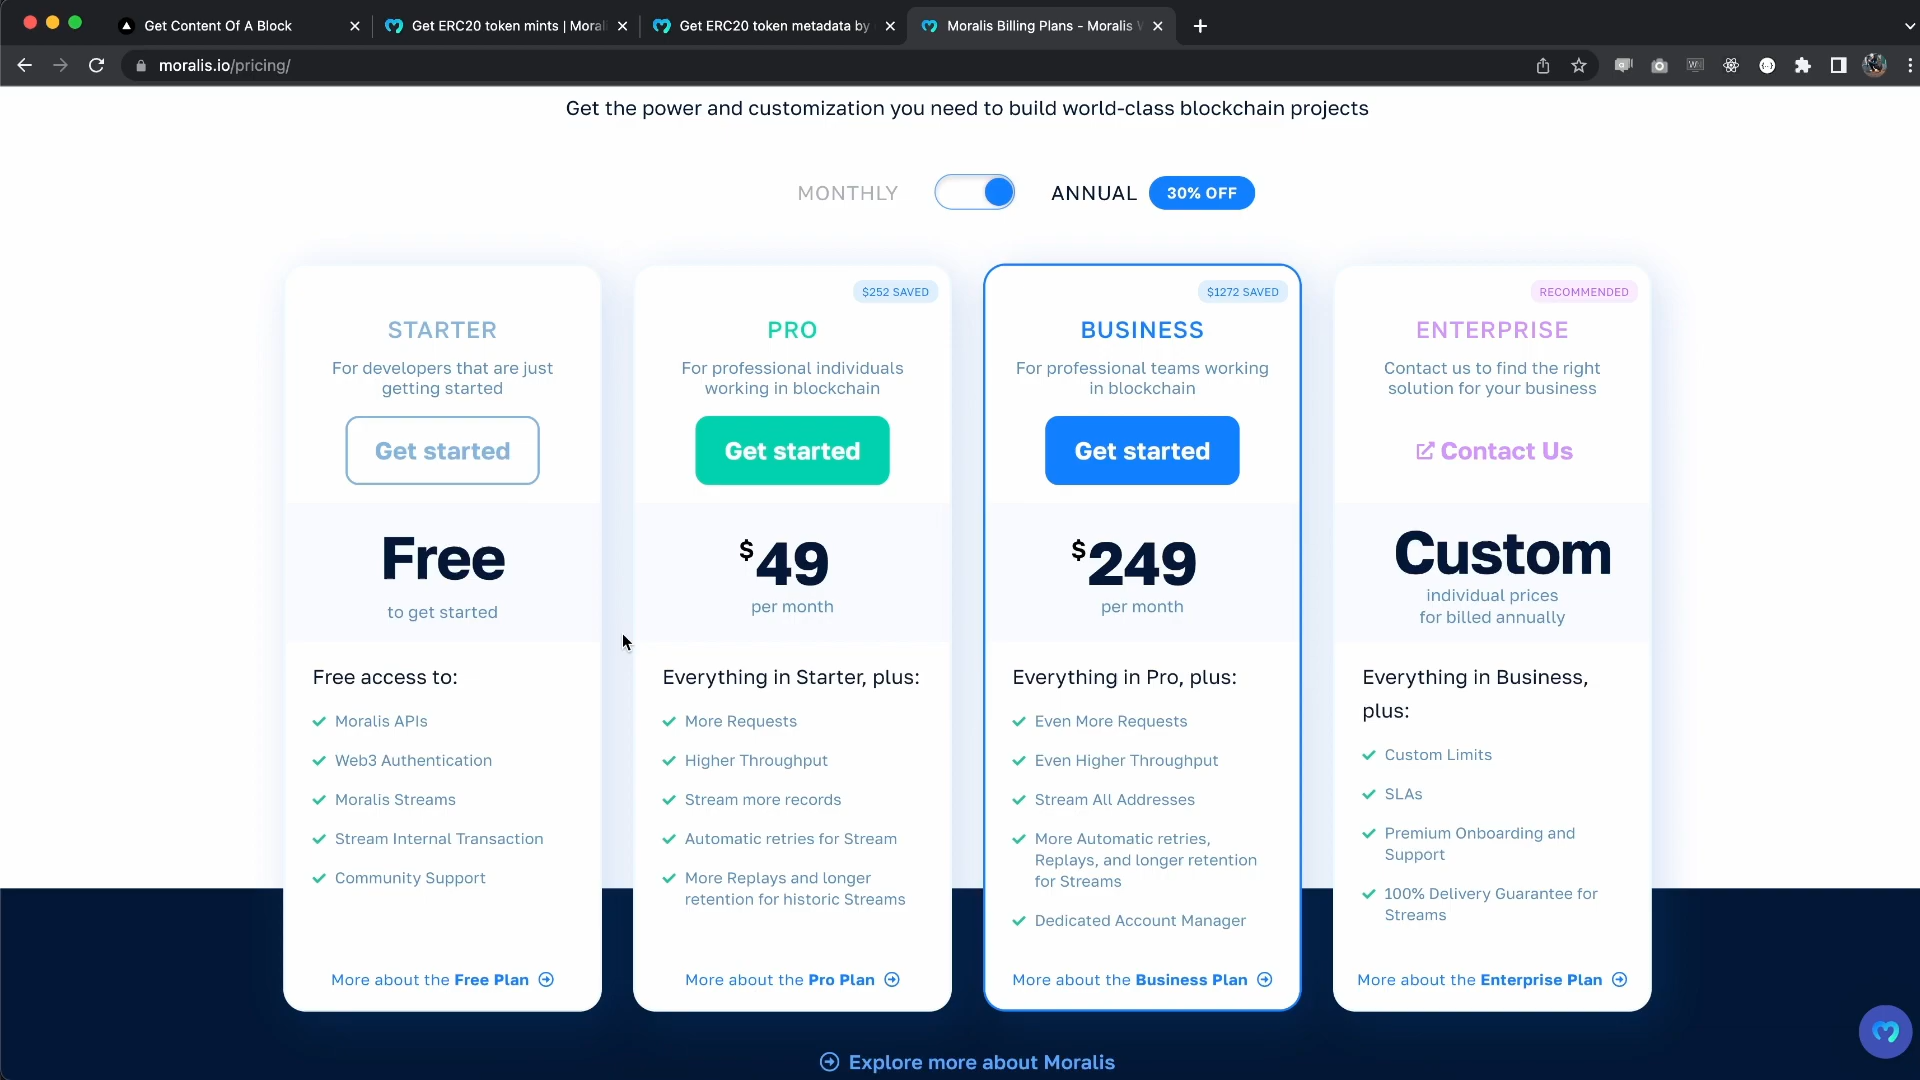 Get Content Of A Block
Get ERC20 token mints | Moral
Get ERC20 token metadata by
Moralis Billing Plans - Moralis W
moralis.io/pricing/
Get the power and customization you need to build world-class blockchain projects
MONTHLY
ANNUAL
30% OFF
STARTER
For developers that are just
getting started
Get started
Free
to get started
Free access to:
Moralis APIs
Web3 Authentication
Moralis Streams
Stream Internal Transaction
Community Support
More about the Free Plan
$252 SAVED
PRO
For professional individuals
working in blockchain
Get started
$49
per month
Everything in Starter, plus:
More Requests
Higher Throughput
Stream more records
Automatic retries for Stream
More Replays and longer
retention for historic Streams
More about the Pro Plan
$1272 SAVED
BUSINESS
For professional teams working
in blockchain
Get started
$249
per month
Everything in Pro, plus:
Even More Requests
Even Higher Throughput
Stream All Addresses
More Automatic retries,
Replays, and longer retention
for Streams
Dedicated Account Manager
More about the Business Plan
RECOMMENDED
ENTERPRISE
Contact us to find the right
solution for your business
Contact Us
Custom
individual prices
for billed annually
Everything in Business,
plus:
Custom Limits
SLAs
Premium Onboarding and
Support
100% Delivery Guarantee for
Streams
More about the Enterprise Plan
Explore more about Moralis